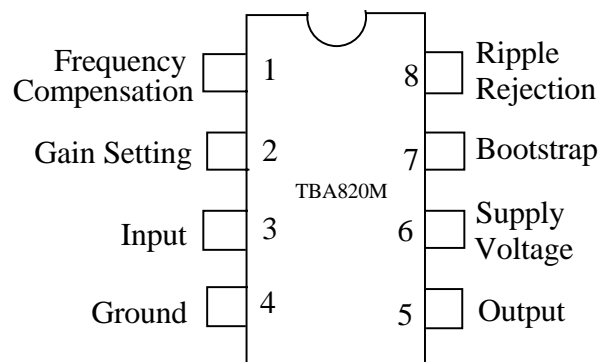 Frequency
Compensation
1
8
Ripple
Rejection
Gain Setting
2
7
Bootstrap
TBA820M
Input
3
6
Supply
Voltage
Ground
4
5
Output